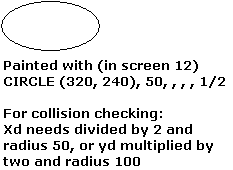 Painted with (in screen 12)
CIRCLE (320, 240), 50, , , , 1/2
For collision checking:
Xd needs divided by 2 and
radius 50, or yd multiplied by
two and radius 100